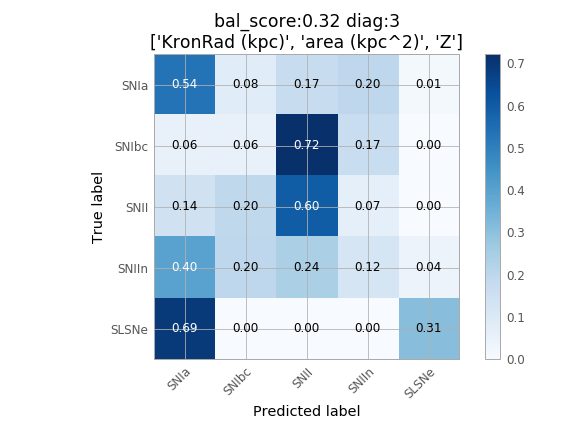 bal_score:0.32 diag:3
['KronRad (kpc)', 'area (kpc^2)', 'Z']
SNIa 0.54 0.08 0.17 0.20 0.01
SNIbc 0.06 0.06 0.72 0.17 0.00
SNII 0.14 0.20 0.60 0.07 0.00
SNIIn 0.40 0.20 0.24 0.12 0.04
SLSNe 0.69 0.00 0.00 0.00 0.31
True label
SNIa SNIbc SNII SNIIn SLSNe
Predicted label
0.7
0.6
0.5
0.4
0.3
0.2
0.1
0.0